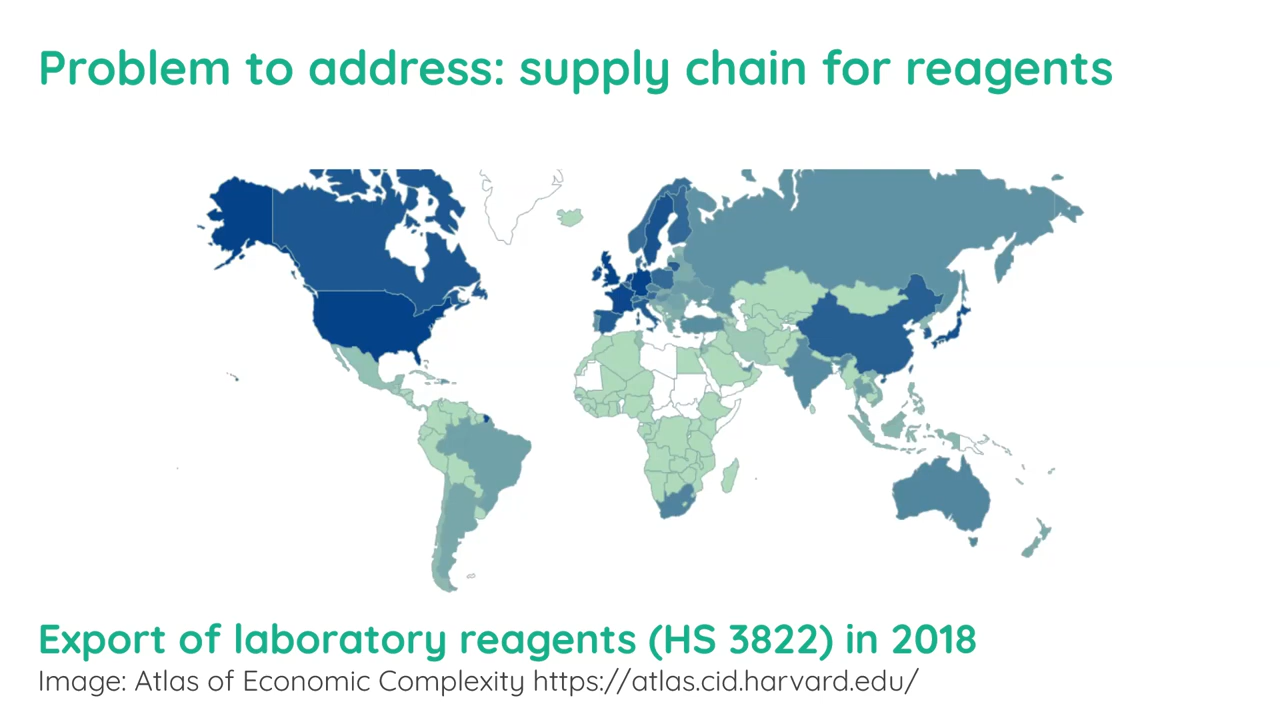 Problem to address: supply chain for reagents
Export of laboratory reagents (HS 3822) in 2018
Image: Atlas of Economic Complexity https://atlas.cid.harvard.edu/